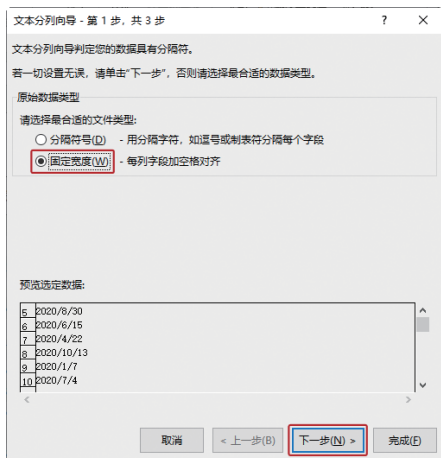 文本分列向导 - 第 1 步，共 3 步 ? ×
文本分列向导判定您的数据具有分隔符。
若一切设置无误，请单击“下一步”，否则请选择最合适的数据类型。
原始数据类型
请选择最合适的文件类型:
分隔符号(D) - 用分隔字符，如逗号或制表符分隔每个字段
固定宽度(W) - 每列字段加空格对齐
预览选定数据:
5 2020/8/30
6 2020/6/15
7 2020/4/22
8 2020/10/13
9 2020/1/7
10 2020/7/4
取消 < 上一步(B) 下一步(N) > 完成(F)